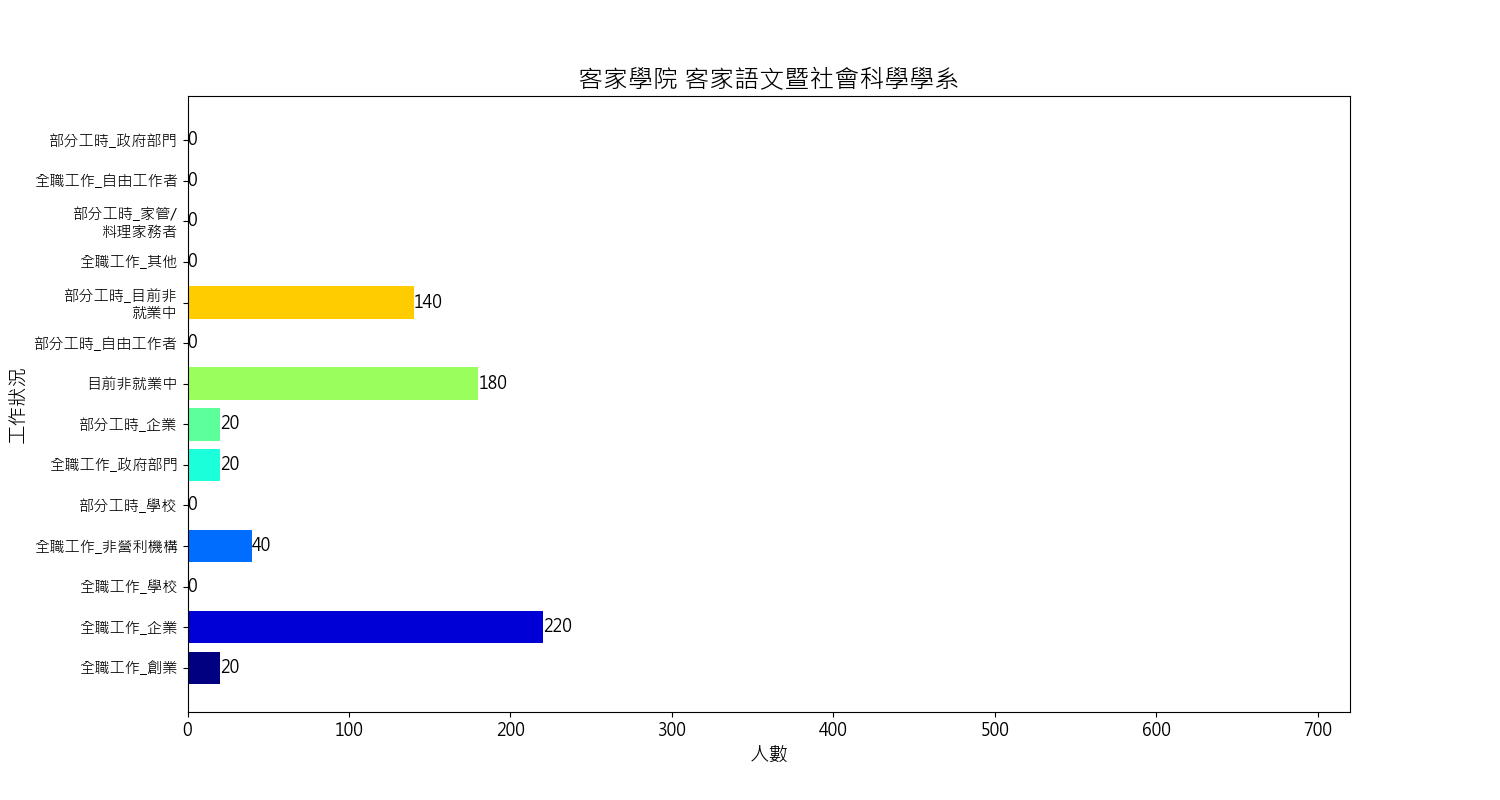 客家學院 客家語文暨社會科學學系
部分工時_政府部門
0
全職工作_自由工作者
0
部分工時_家管/
料理家務者
0
全職工作_其他
0
部分工時_目前非
就業中
140
部分工時_自由工作者
0
目前非就業中
180
部分工時_企業
20
全職工作_政府部門
20
部分工時_學校
0
全職工作_非營利機構
40
全職工作_學校
0
全職工作_企業
220
全職工作_創業
20
工作狀況
0 100 200 300 400 500 600 700
人數